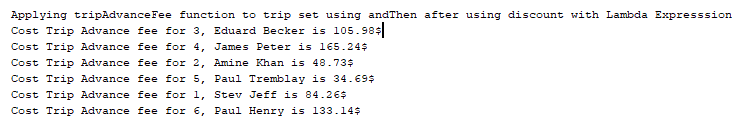 Applying tripAdvanceFee function to trip set using andThen after using discount with Lambda Expresssion
Cost Trip Advance fee for 3, Eduard Becker is 105.98$
Cost Trip Advance fee for 4, James Peter is 165.24$
Cost Trip Advance fee for 2, Amine Khan is 48.73$
Cost Trip Advance fee for 5, Paul Tremblay is 34.69$
Cost Trip Advance fee for 1, Stev Jeff is 84.26$
Cost Trip Advance fee for 6, Paul Henry is 133.14$